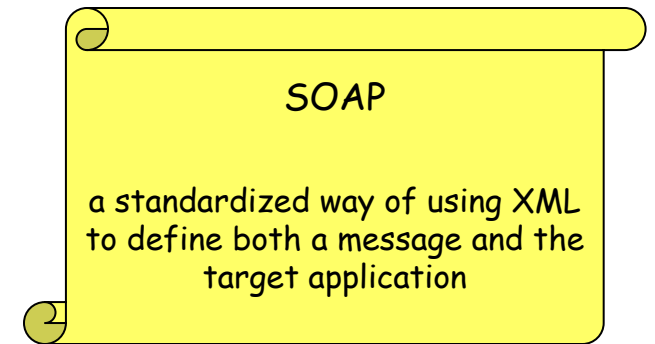 SOAP
a standardized way of using XML
to define both a message and the
target application